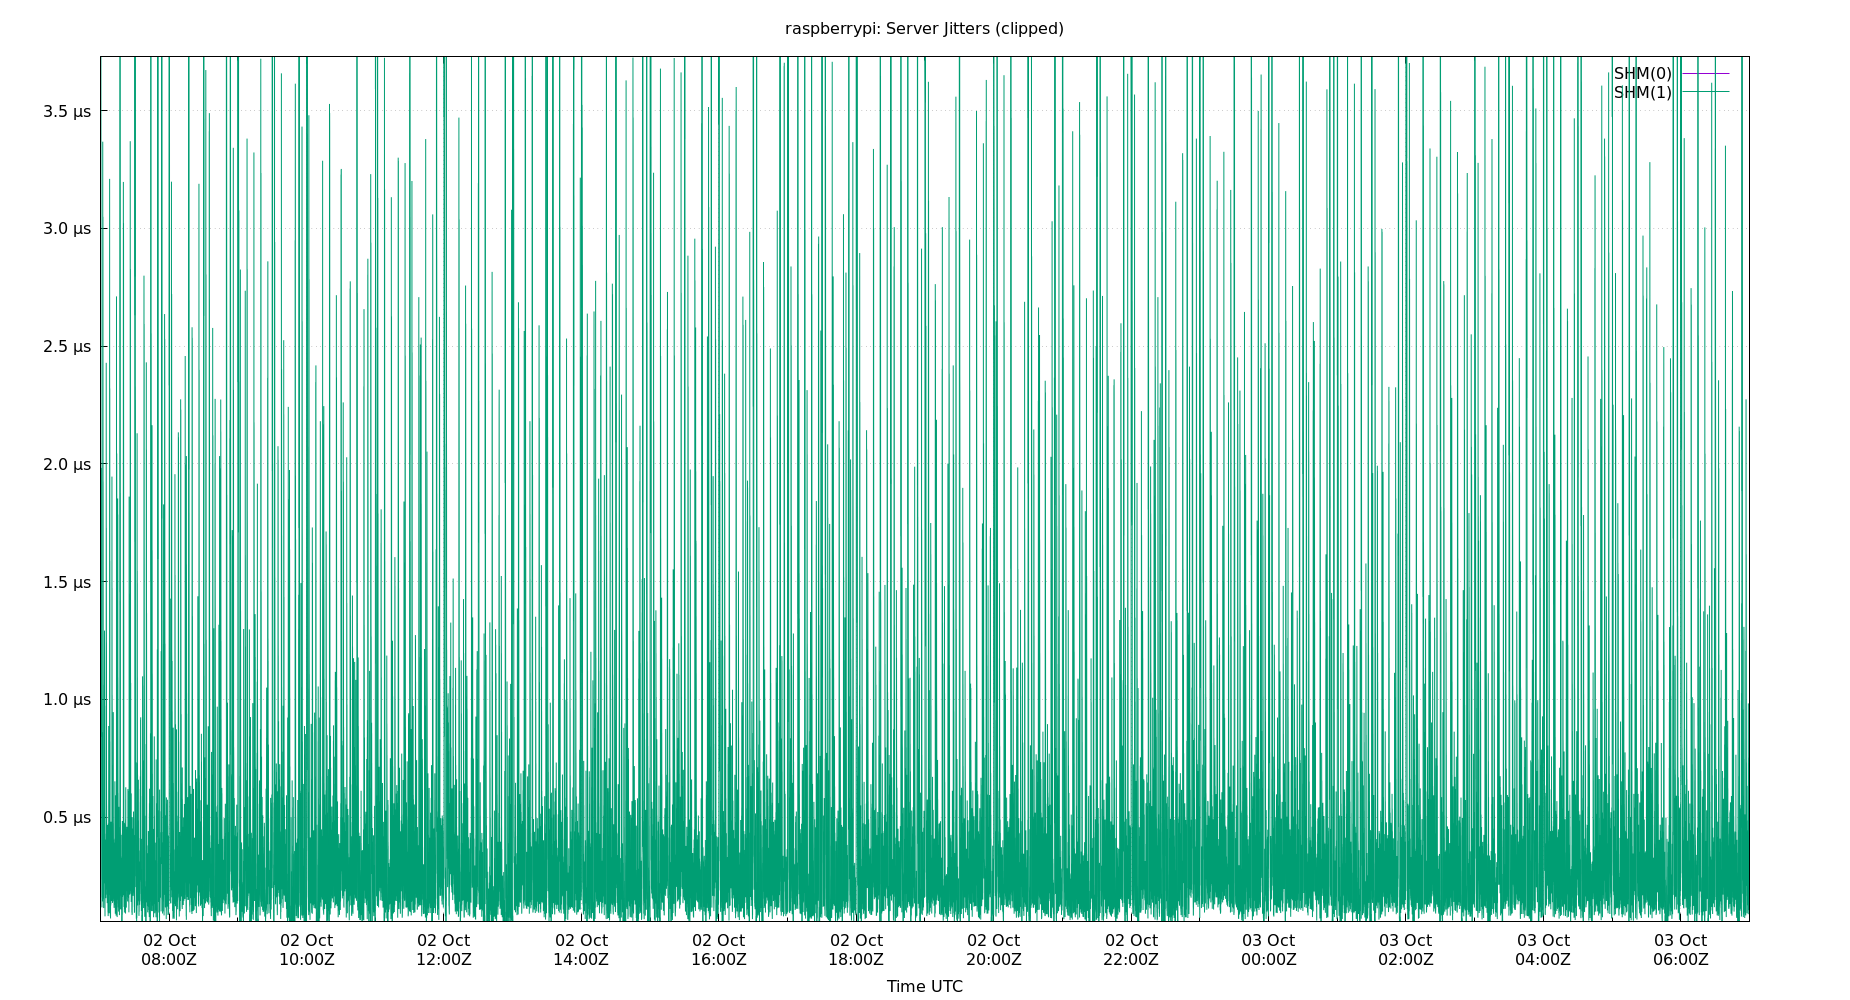 raspberrypi: Server Jitters (clipped)
SHM(0)
SHM(1)
3.5 µs
3.0 µs
2.5 µs
2.0 µs
1.5 µs
1.0 µs
0.5 µs
02 Oct 02 Oct 02 Oct 02 Oct 02 Oct 02 Oct 02 Oct 02 Oct 03 Oct 03 Oct 03 Oct 03 Oct
08:00Z 10:00Z 12:00Z 14:00Z 16:00Z 18:00Z 20:00Z 22:00Z 00:00Z 02:00Z 04:00Z 06:00Z
Time UTC